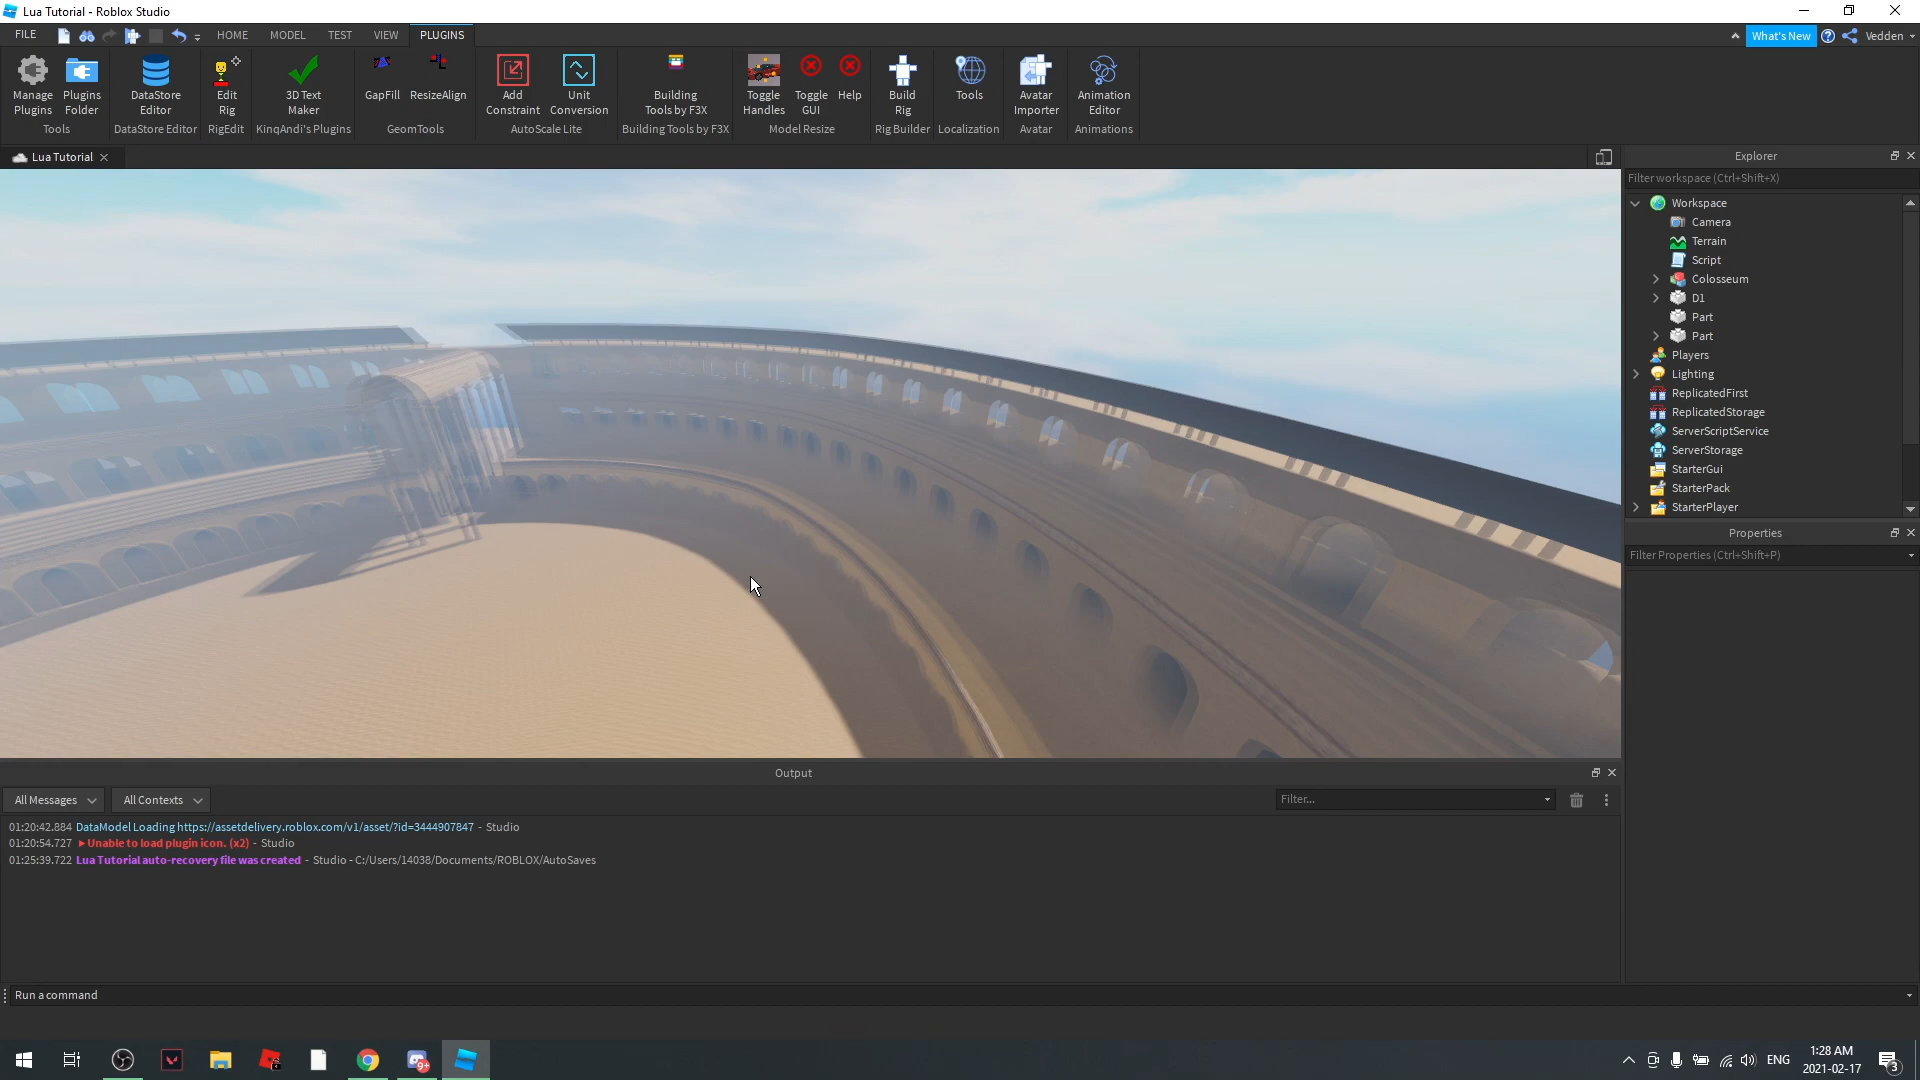 Lua Tutorial - Roblox Studio
FILE HOME MODEL TEST VIEW PLUGINS What's New Vedden
Manage Plugins
Plugins Folder
Tools
DataStore Editor
DataStore Editor
Edit Rig
RigEdit
3D Text Maker
KinqAndi's Plugins
GapFill
ResizeAlign
GeomTools
Add Constraint
Unit Conversion
AutoScale Lite
Building Tools by F3X
Building Tools by F3X
Toggle Handles
Toggle GUI
Help
Model Resize
Build Rig
Rig Builder
Tools
Localization
Avatar Importer
Avatar
Animation Editor
Animations
Lua Tutorial
Explorer
Filter workspace (Ctrl+Shift+X)
Workspace
Camera
Terrain
Script
Colosseum
D1
Part
Part
Players
Lighting
ReplicatedFirst
ReplicatedStorage
ServerScriptService
ServerStorage
StarterGui
StarterPack
StarterPlayer
Properties
Filter Properties (Ctrl+Shift+P)
Output
All Messages All Contexts Filter...
01:20:42.884 DataModel Loading https://assetdelivery.roblox.com/v1/asset/?id=3444907847 - Studio
01:20:54.727 Unable to load plugin icon. (x2) - Studio
01:25:39.722 Lua Tutorial auto-recovery file was created - Studio - C:/Users/14038/Documents/ROBLOX/AutoSaves
Run a command
9+
ENG
1:28 AM
2021-02-17
3